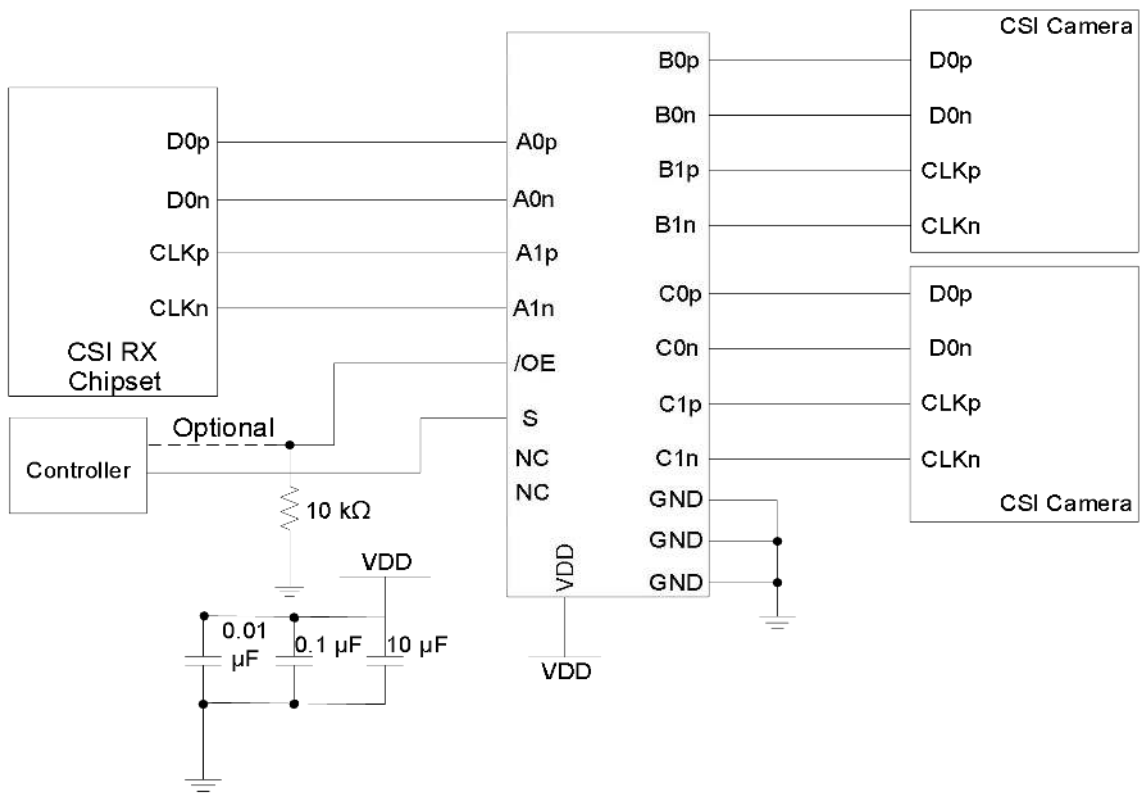 CSI Camera
D0p
D0n
CLKp
CLKn
D0p
D0n
CLKp
CLKn
CSI RX
Chipset
A0p
A0n
A1p
A1n
/OE
S
NC
NC
VDD
B0p
B0n
B1p
B1n
C0p
C0n
C1p
C1n
GND
GND
GND
D0p
D0n
CLKp
CLKn
CSI Camera
Optional
Controller
10 kΩ
VDD
0.01
µF
0.1 µF
10 µF
VDD